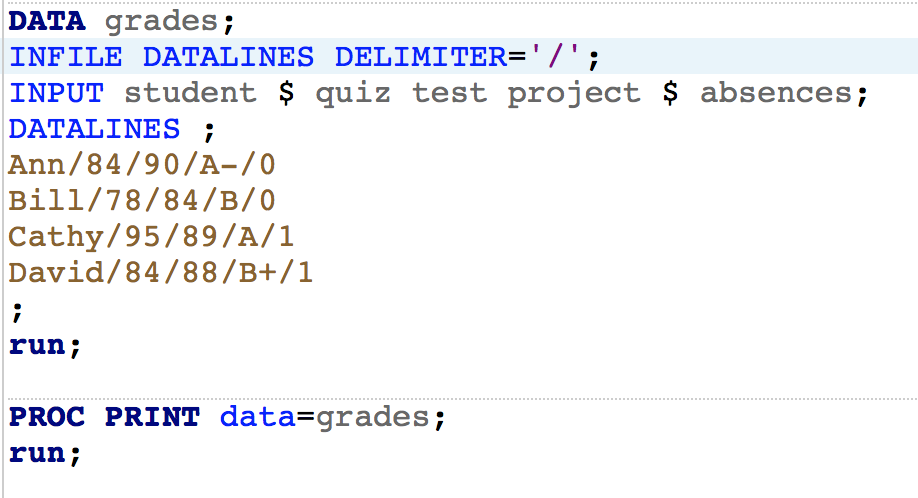 DATA grades;
INFILE DATALINES DELIMITER='/';
INPUT student $ quiz test project $ absences;
DATALINES ;
Ann/84/90/A-/0
Bill/78/84/B/0
Cathy/95/89/A/1
David/84/88/B+/1
;
run;
PROC PRINT data=grades;
run;